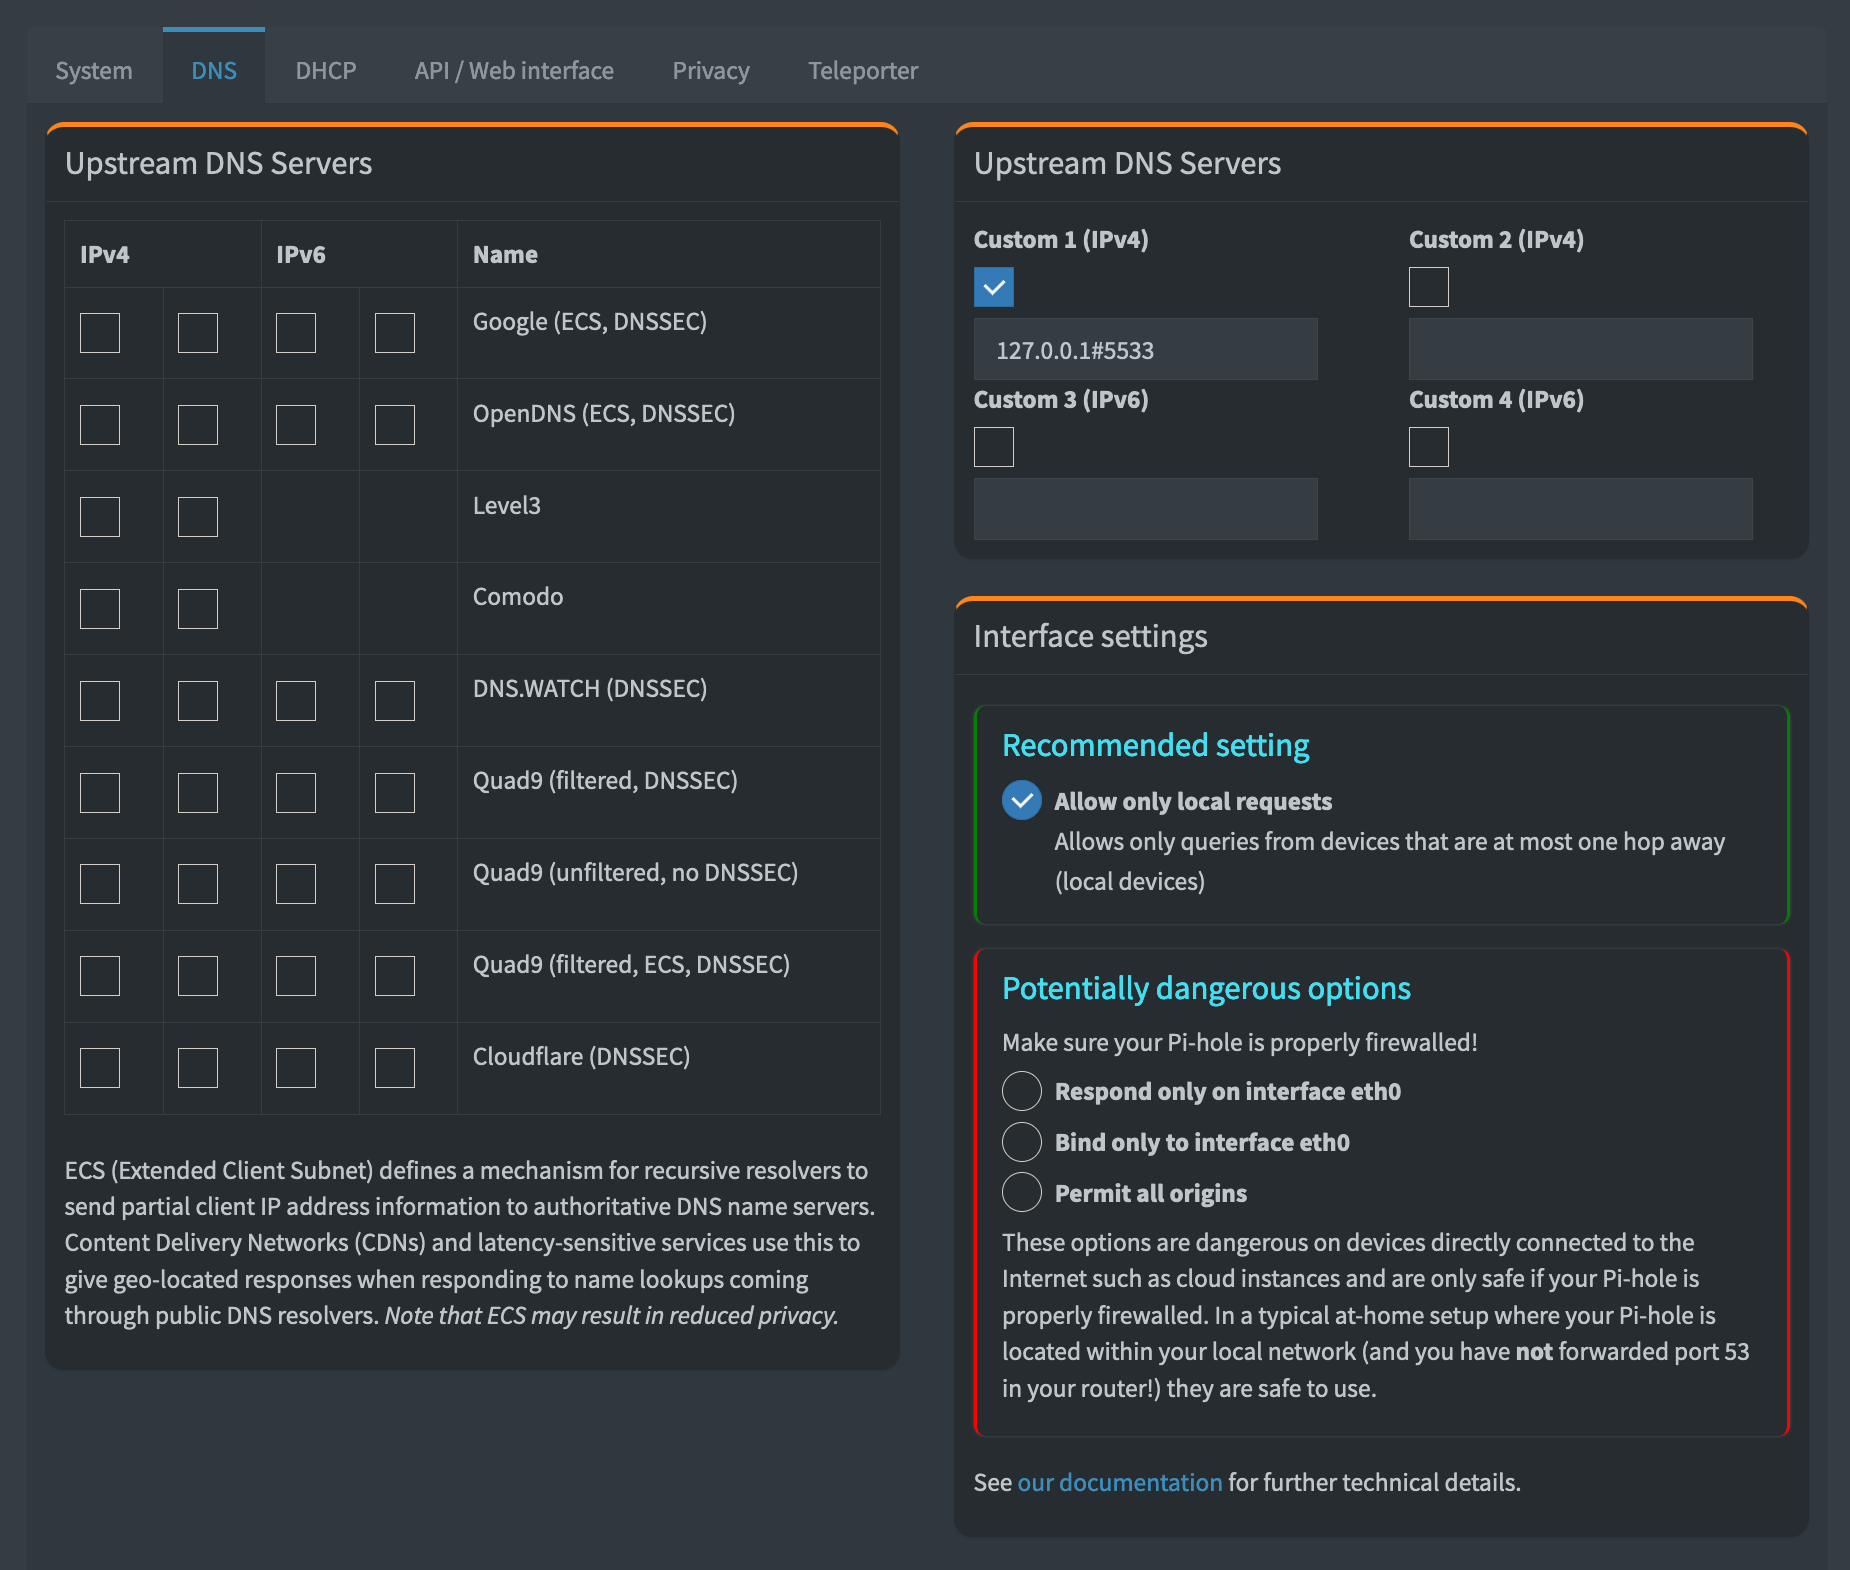 System DNS DHCP API / Web interface Privacy Teleporter
Upstream DNS Servers
IPv4 IPv6 Name
Google (ECS, DNSSEC)
OpenDNS (ECS, DNSSEC)
Level3
Comodo
DNS.WATCH (DNSSEC)
Quad9 (filtered, DNSSEC)
Quad9 (unfiltered, no DNSSEC)
Quad9 (filtered, ECS, DNSSEC)
Cloudflare (DNSSEC)
ECS (Extended Client Subnet) defines a mechanism for recursive resolvers to
send partial client IP address information to authoritative DNS name servers.
Content Delivery Networks (CDNs) and latency-sensitive services use this to
give geo-located responses when responding to name lookups coming
through public DNS resolvers. Note that ECS may result in reduced privacy.
Upstream DNS Servers
Custom 1 (IPv4) Custom 2 (IPv4)
127.0.0.1#5533
Custom 3 (IPv6) Custom 4 (IPv6)
Interface settings
Recommended setting
Allow only local requests
Allows only queries from devices that are at most one hop away
(local devices)
Potentially dangerous options
Make sure your Pi-hole is properly firewalled!
Respond only on interface eth0
Bind only to interface eth0
Permit all origins
These options are dangerous on devices directly connected to the
Internet such as cloud instances and are only safe if your Pi-hole is
properly firewalled. In a typical at-home setup where your Pi-hole is
located within your local network (and you have not forwarded port 53
in your router!) they are safe to use.
See our documentation for further technical details.